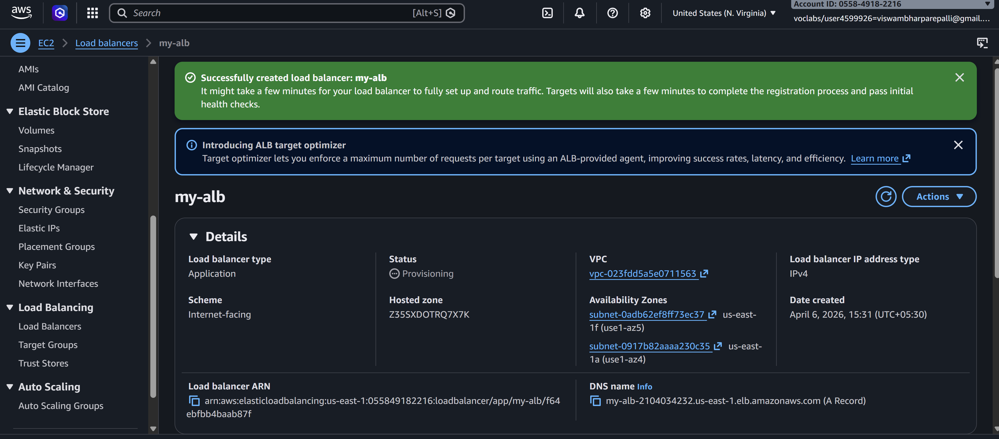 aws
Search [Alt+S]
United States (N. Virginia)
Account ID: 0558-4918-2216
voclabs/user4599926=viswambharparepalli@gmail....
EC2 Load balancers my-alb
AMIs
AMI Catalog
Elastic Block Store
Volumes
Snapshots
Lifecycle Manager
Network & Security
Security Groups
Elastic IPs
Placement Groups
Key Pairs
Network Interfaces
Load Balancing
Load Balancers
Target Groups
Trust Stores
Auto Scaling
Auto Scaling Groups
Successfully created load balancer: my-alb
It might take a few minutes for your load balancer to fully set up and route traffic. Targets will also take a few minutes to complete the registration process and pass initial
health checks.
Introducing ALB target optimizer
Target optimizer lets you enforce a maximum number of requests per target using an ALB-provided agent, improving success rates, latency, and efficiency. Learn more
my-alb
Actions
Details
Load balancer type
Application
Status
Provisioning
VPC
vpc-023fdd5a5e0711563
Load balancer IP address type
IPv4
Scheme
Internet-facing
Hosted zone
Z35SXDOTRQ7X7K
Availability Zones
subnet-0adb62ef8ff73ec37 us-east-
1f (use1-az5)
subnet-0917b82aaaa230c35 us-east-
1a (use1-az4)
Date created
April 6, 2026, 15:31 (UTC+05:30)
Load balancer ARN
arn:aws:elasticloadbalancing:us-east-1:055849182216:loadbalancer/app/my-alb/f64
ebfbb4baab87f
DNS name Info
my-alb-2104034232.us-east-1.elb.amazonaws.com (A Record)